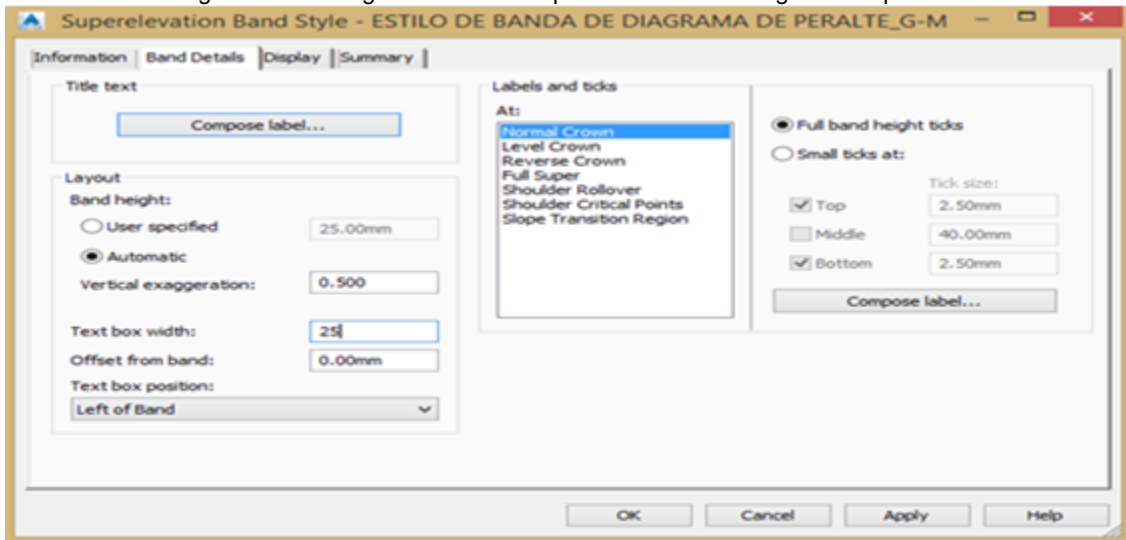 Superelevation Band Style - ESTILO DE BANDA DE DIAGRAMA DE PERALTE_G-M
Information Band Details Display Summary
Title text
Compose label...
Layout
Band height:
User specified 25.00mm
Automatic
Vertical exaggeration: 0.500
Text box width: 25
Offset from band: 0.00mm
Text box position:
Left of Band
Labels and ticks
At:
Normal Crown
Level Crown
Reverse Crown
Full Super
Shoulder Rollover
Shoulder Critical Points
Slope Transition Region
Full band height ticks
Small ticks at:
Tick size:
Top 2.50mm
Middle 40.00mm
Bottom 2.50mm
Compose label...
OK Cancel Apply Help